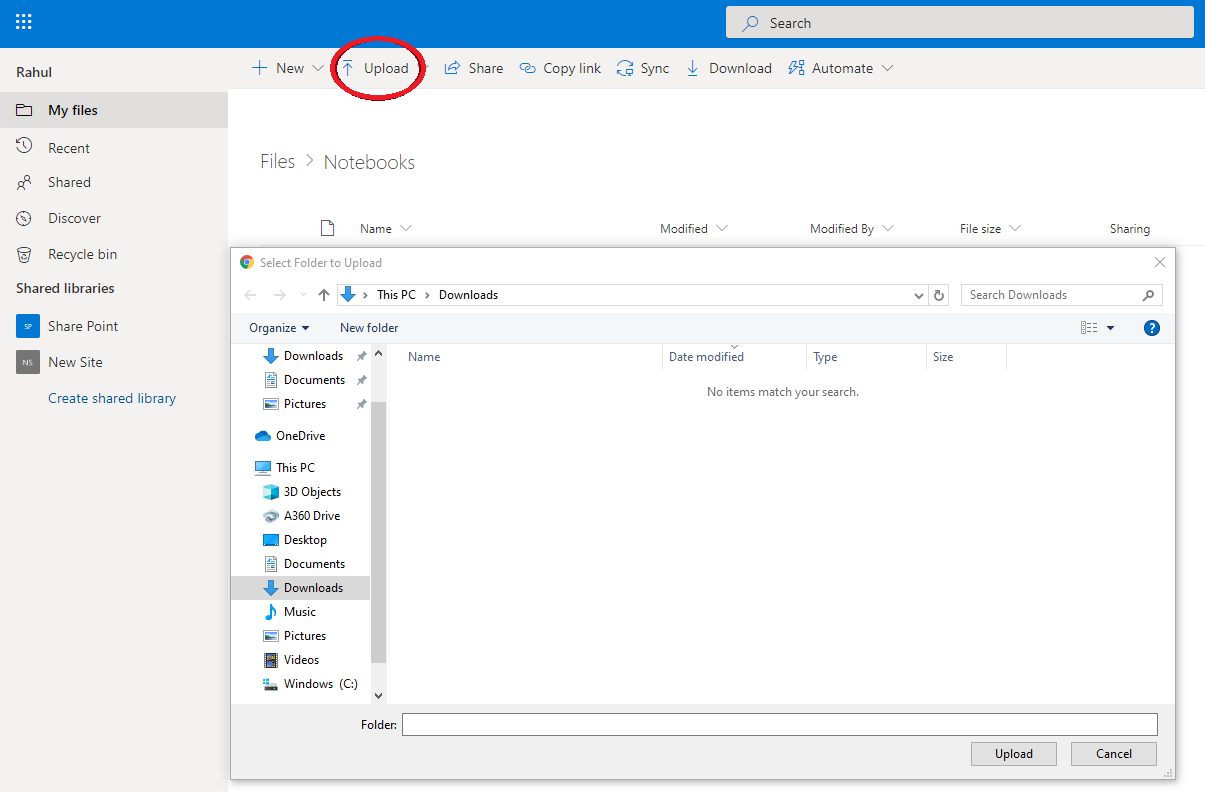 Search
Rahul
New Upload Share Copy link Sync Download Automate
My files
Recent
Shared
Discover
Recycle bin
Shared libraries
SP Share Point
NS New Site
Create shared library
Files > Notebooks
Name Modified Modified By File size Sharing
Select Folder to Upload
This PC > Downloads
Search Downloads
Organize New folder
?
Downloads
Documents
Pictures
OneDrive
This PC
3D Objects
A360 Drive
Desktop
Documents
Downloads
Music
Pictures
Videos
Windows (C:)
Name Date modified Type Size
No items match your search.
Folder:
Upload Cancel